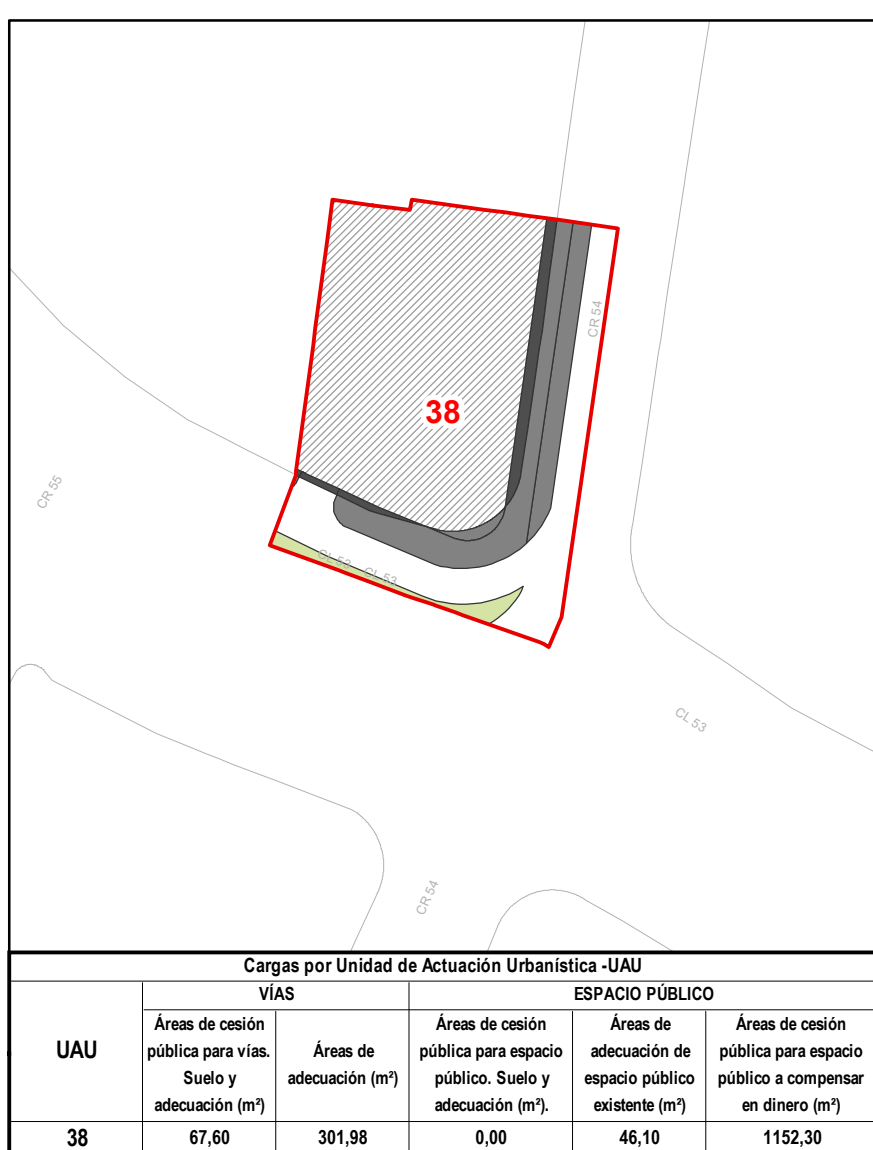 CR 54
38
CR 55
CL 53
CL 53
CL 53
CR 54
Cargas por Unidad de Actuación Urbanística -UAU
UAU
VÍAS
ESPACIO PÚBLICO
Áreas de cesión
pública para vías.
Suelo y
adecuación (m²)
Áreas de
adecuación (m²)
Áreas de cesión
pública para espacio
público. Suelo y
adecuación (m²).
Áreas de
adecuación de
espacio público
existente (m²)
Áreas de cesión
pública para espacio
público a compensar
en dinero (m²)
38 67,60 301,98 0,00 46,10 1152,30